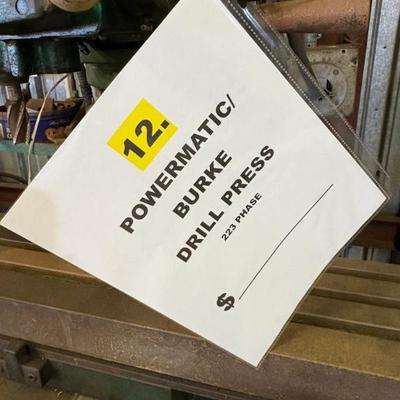 12.
POWERMATIC/
BURKE
DRILL PRESS
223 PHASE
$